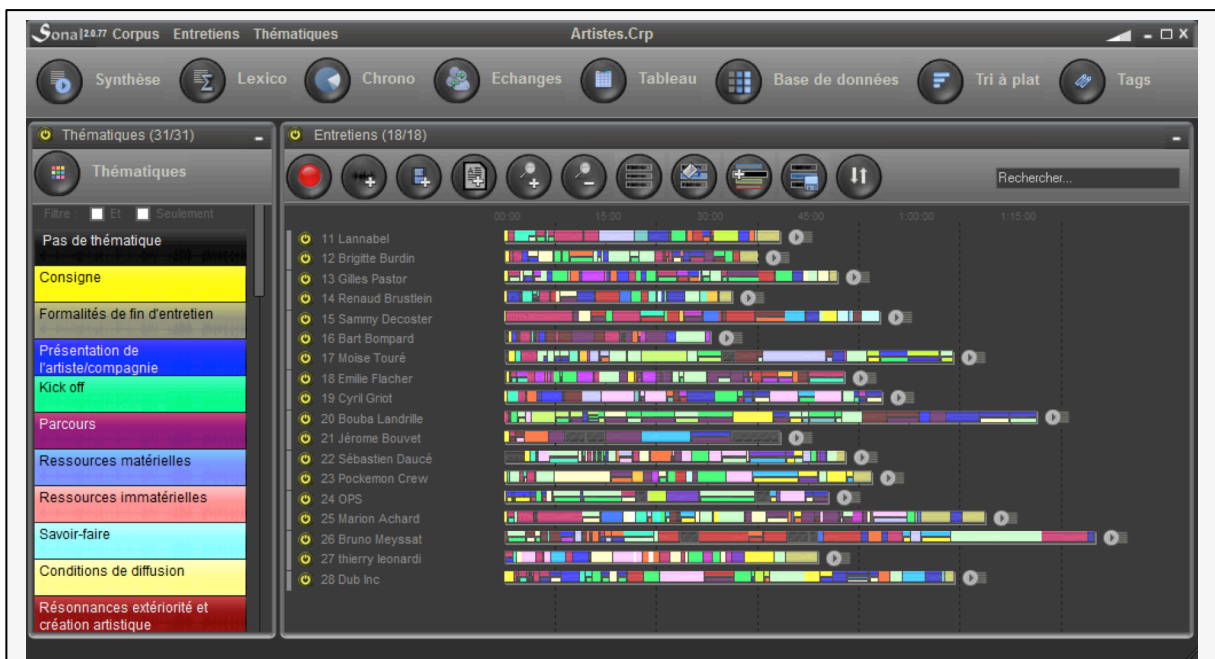 Sonal 2.0.77 Corpus Entretiens Thématiques Artistes.Crp
Synthèse Lexico Chrono Echanges Tableau Base de données Tri à plat Tags
Thématiques (31/31)
Thématiques
Filtre : Et Seulement
Pas de thématique
Consigne
Formalités de fin d'entretien
Présentation de
l'artiste/compagnie
Kick off
Parcours
Ressources matérielles
Ressources immatérielles
Savoir-faire
Conditions de diffusion
Résonnances extériorité et
création artistique
Entretiens (18/18)
Rechercher...
00:00 15:00 30:00 45:00 1:00:00 1:15:00
11 Lannabel
12 Brigitte Burdin
13 Gilles Pastor
14 Renaud Brustlein
15 Sammy Decoster
16 Bart Bompard
17 Moïse Touré
18 Emilie Flacher
19 Cyril Griot
20 Bouba Landrille
21 Jérome Bouvet
22 Sébastien Daucé
23 Pockemon Crew
24 OPS
25 Marion Achard
26 Bruno Meyssat
27 thierry leonardi
28 Dub Inc